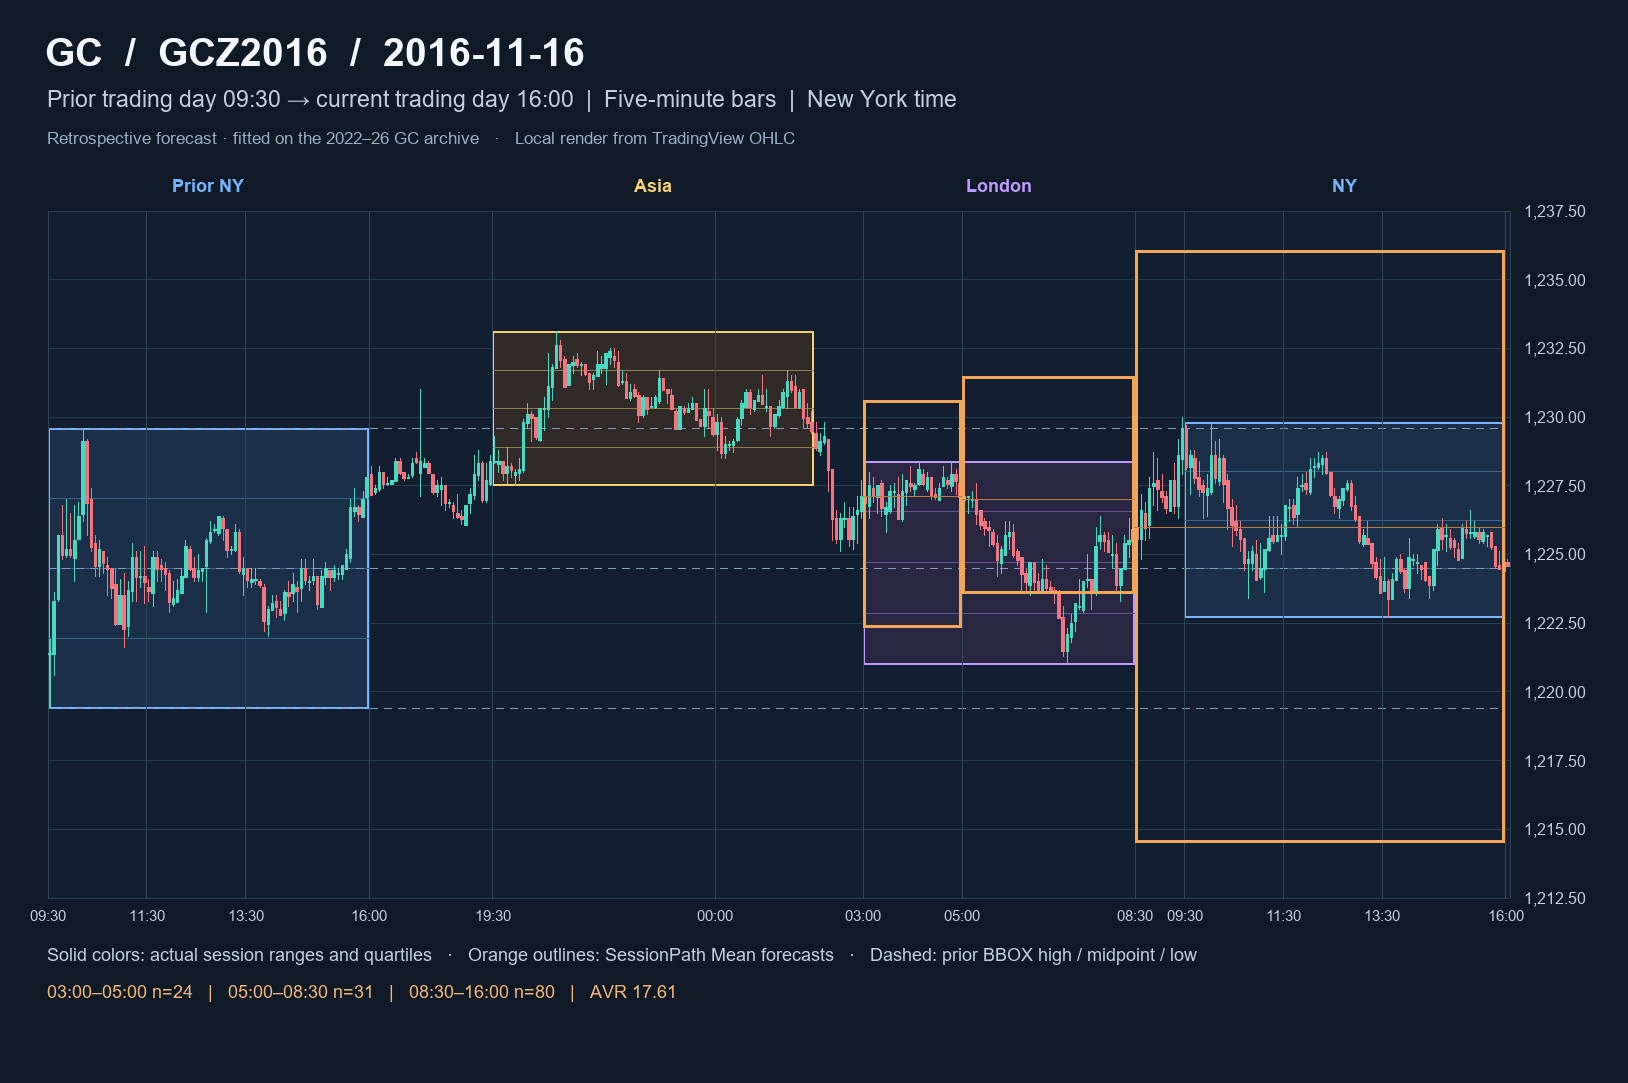 GC / GCZ2016 / 2016-11-16
Prior trading day 09:30 → current trading day 16:00 | Five-minute bars | New York time
Retrospective forecast · fitted on the 2022–26 GC archive · Local render from TradingView OHLC
Prior NY Asia London NY
1,237.50
1,235.00
1,232.50
1,230.00
1,227.50
1,225.00
1,222.50
1,220.00
1,217.50
1,215.00
1,212.50
09:30 11:30 13:30 16:00 19:30 00:00 03:00 05:00 08:30 09:30 11:30 13:30 16:00
Solid colors: actual session ranges and quartiles · Orange outlines: SessionPath Mean forecasts · Dashed: prior BBOX high / midpoint / low
03:00–05:00 n=24 | 05:00–08:30 n=31 | 08:30–16:00 n=80 | AVR 17.61